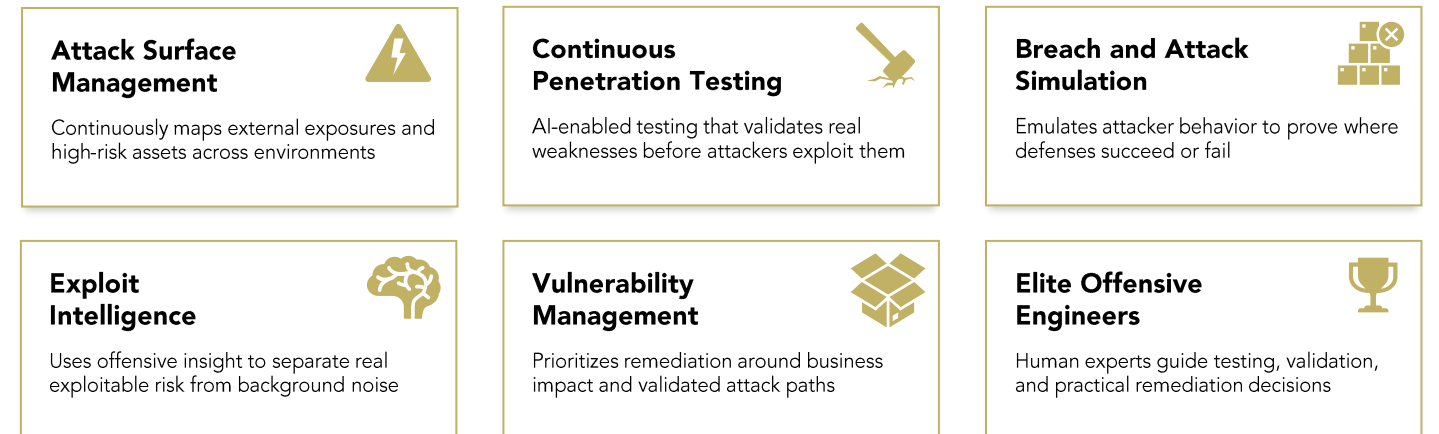 Attack Surface
Management
Continuously maps external exposures and
high-risk assets across environments
Continuous
Penetration Testing
AI-enabled testing that validates real
weaknesses before attackers exploit them
Breach and Attack
Simulation
Emulates attacker behavior to prove where
defenses succeed or fail
Exploit
Intelligence
Uses offensive insight to separate real
exploitable risk from background noise
Vulnerability
Management
Prioritizes remediation around business
impact and validated attack paths
Elite Offensive
Engineers
Human experts guide testing, validation,
and practical remediation decisions